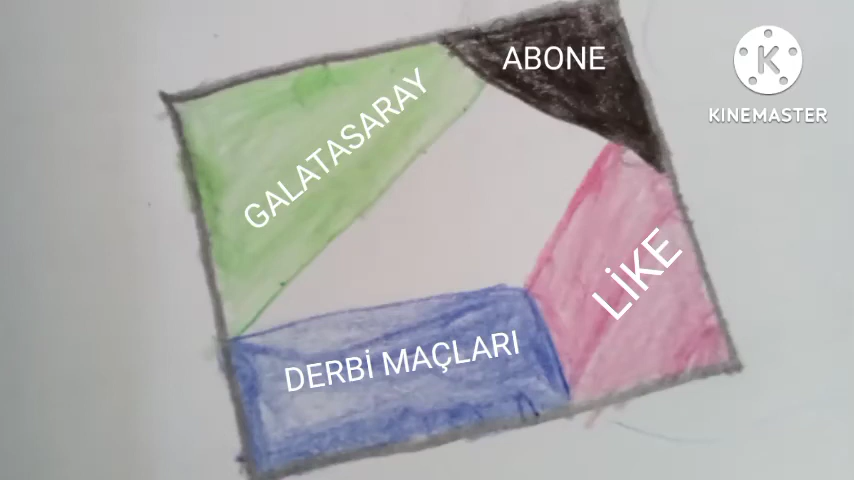 ABONE
KINEMASTER
GALATASARAY
LİKE
DERBİ MAÇLARI